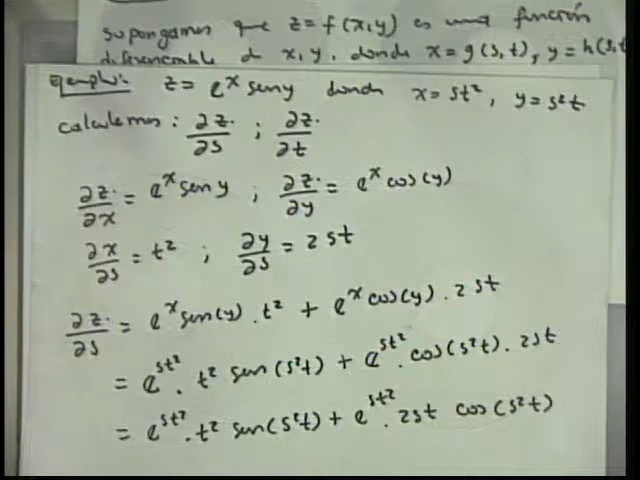 supongamos que z = f(x,y) es una función
diferenciable de x, y, donde x = g(s,t), y = h(s,t
Ejemplo: z = e^x sen y donde x = st², y = s²t
calculemos: ∂z/∂s ; ∂z/∂t
∂z/∂x = e^x sen y ; ∂z/∂y = e^x cos(y)
∂x/∂s = t² ; ∂y/∂s = 2st
∂z/∂s = e^x sen(y) · t² + e^x cos(y) · 2st
= e^{st²} · t² sen(s²t) + e^{st²} · cos(s²t) · 2st
= e^{st²} · t² sen(s²t) + e^{st²} · 2st cos(s²t)